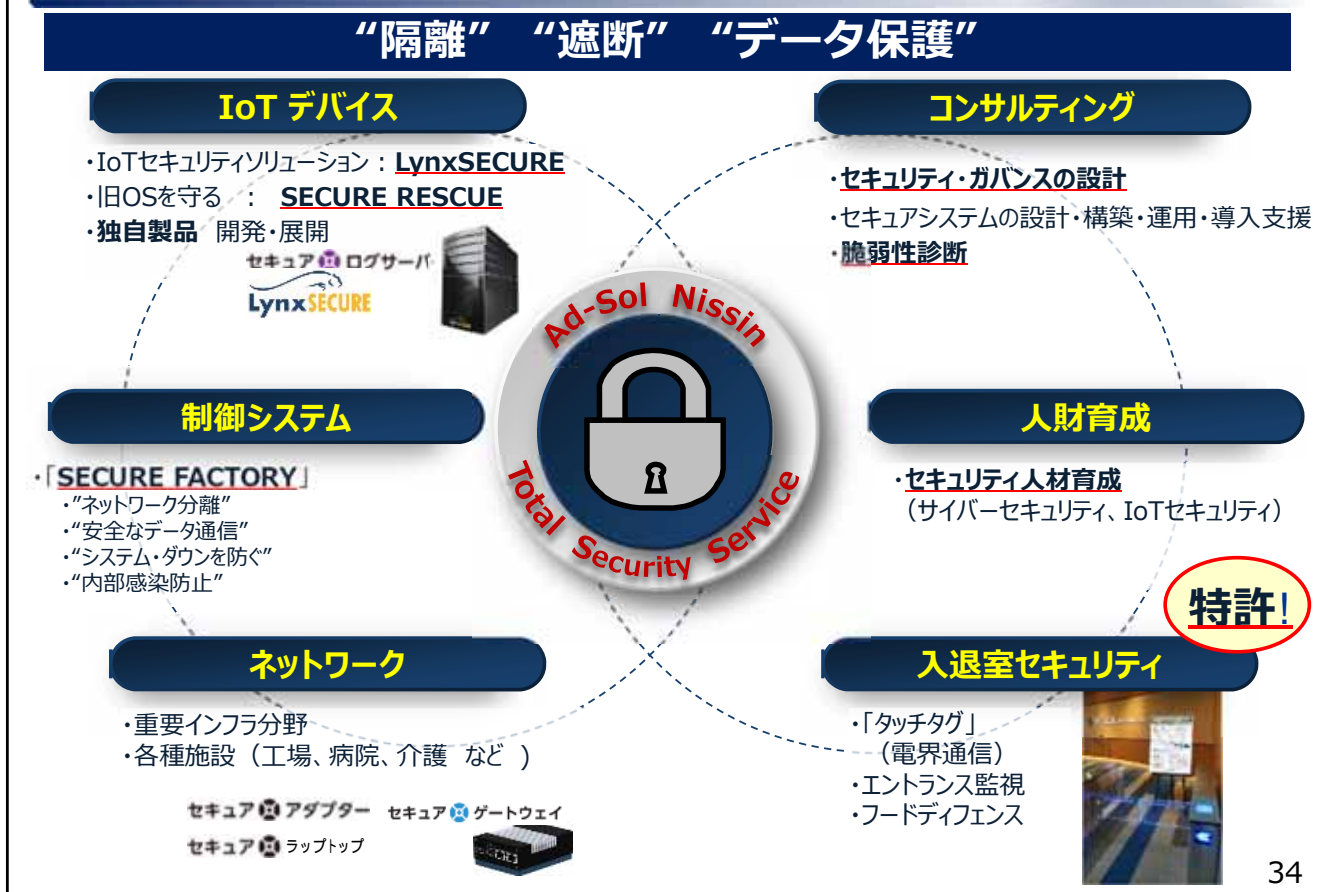 “隔離” “遮断” “データ保護”
IoT デバイス
・IoTセキュリティソリューション：LynxSECURE
・旧OSを守る ： SECURE RESCUE
・独自製品 開発・展開
セキュア ログサーバ
LynxSECURE
制御システム
・「SECURE FACTORY」
・”ネットワーク分離”
・“安全なデータ通信”
・“システム・ダウンを防ぐ”
・“内部感染防止”
ネットワーク
・重要インフラ分野
・各種施設（工場、病院、介護 など )
セキュア アダプター セキュア ゲートウェイ
セキュア ラップトップ
Ad-Sol Nissin
Total Security Service
コンサルティング
・セキュリティ・ガバンスの設計
・セキュアシステムの設計・構築・運用・導入支援
・脆弱性診断
人財育成
・セキュリティ人材育成
（サイバーセキュリティ、IoTセキュリティ）
特許!
入退室セキュリティ
・「タッチタグ」
（電界通信）
・エントランス監視
・フードディフェンス
34